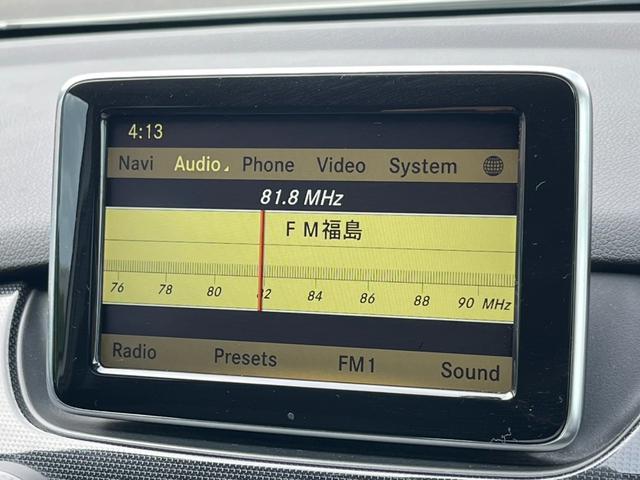 4:13
Navi Audio Phone Video System
81.8 MHz
ＦＭ福島
76 78 80 82 84 86 88 90 MHz
Radio Presets FM1 Sound